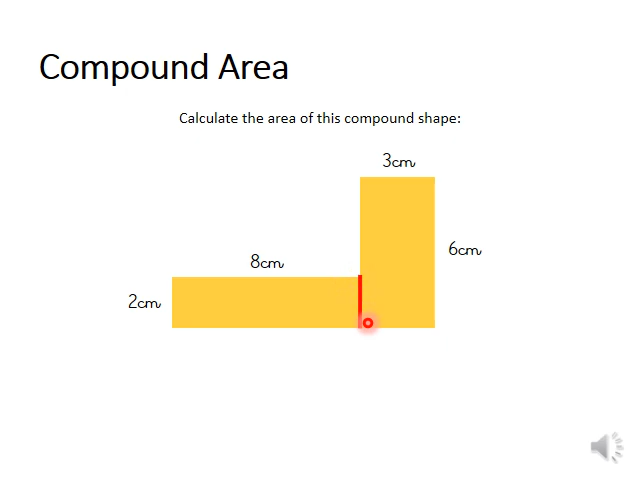 Compound Area
Calculate the area of this compound shape:
3cm
6cm
8cm
2cm